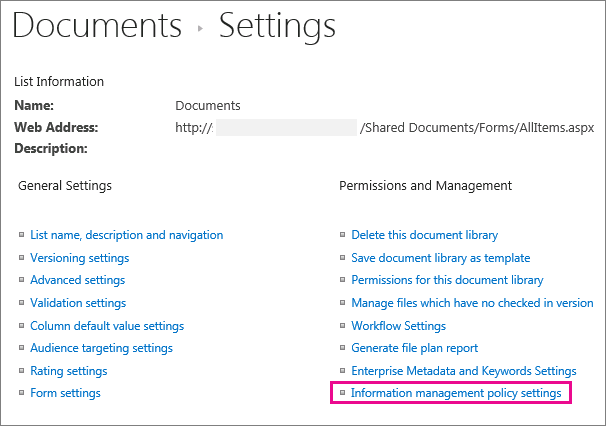 Documents ▸ Settings
List Information
Name: Documents
Web Address: http:// /Shared Documents/Forms/AllItems.aspx
Description:
General Settings
List name, description and navigation
Versioning settings
Advanced settings
Validation settings
Column default value settings
Audience targeting settings
Rating settings
Form settings
Permissions and Management
Delete this document library
Save document library as template
Permissions for this document library
Manage files which have no checked in version
Workflow Settings
Generate file plan report
Enterprise Metadata and Keywords Settings
Information management policy settings